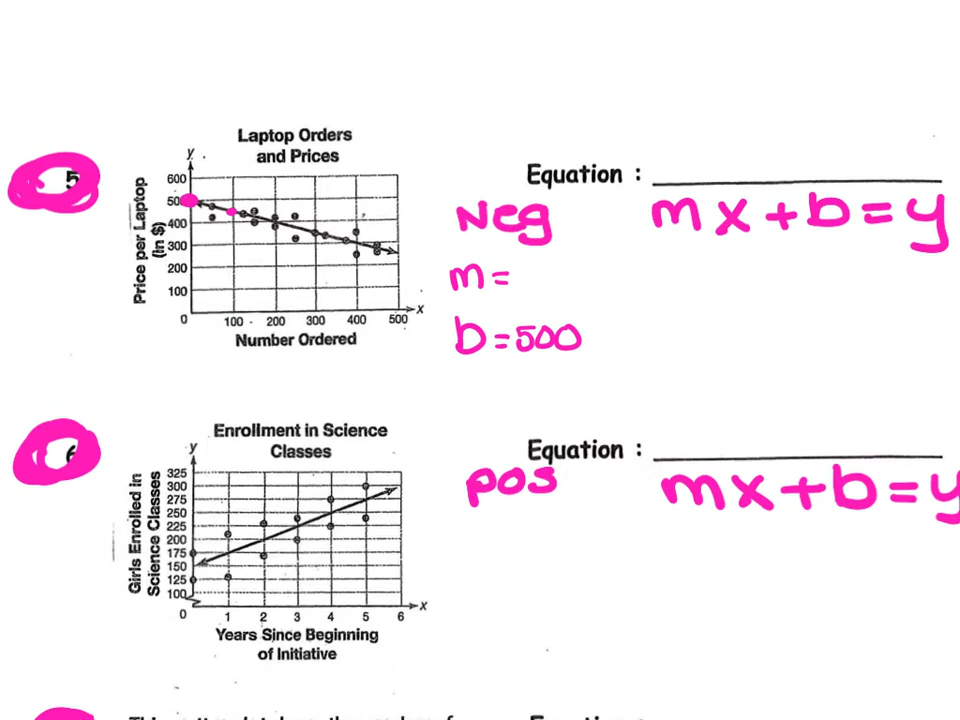 5
Laptop Orders
and Prices
Equation :
Neg
mx+b=y
m=
b=500
y
600
50
400
300
200
100
0
100
200
300
400
500
x
Price per Laptop
(in $)
Number Ordered
Enrollment in Science
Classes
Equation :
pos
mx+b=y
y
325
300
275
250
225
200
175
150
125
100
0
1
2
3
4
5
6
x
Girls Enrolled in
Science Classes
Years Since Beginning
of Initiative